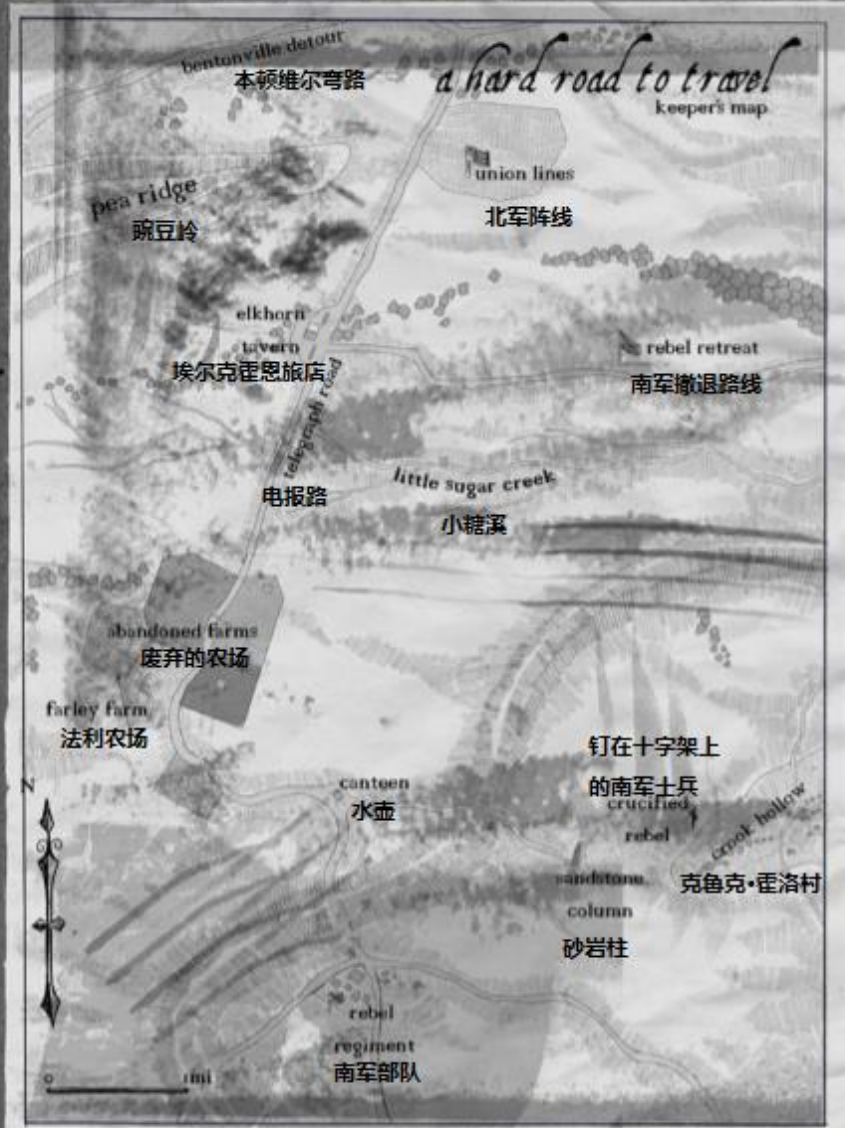 bentonville detour
本顿维尔弯路
a hard road to travel
keeper's map
union lines
北军阵线
pea ridge
豌豆岭
elkhorn
tavern
埃尔克霍恩旅店
rebel retreat
南军撤退路线
telegraph road
电报路
little sugar creek
小糖溪
abandoned farms
废弃的农场
farley farm
法利农场
钉在十字架上
的南军士兵
crucified
rebel
canteen
水壶
crook hollow
克鲁克·霍洛村
sandstone
column
砂岩柱
N
rebel
regiment
南军部队
0 1mi